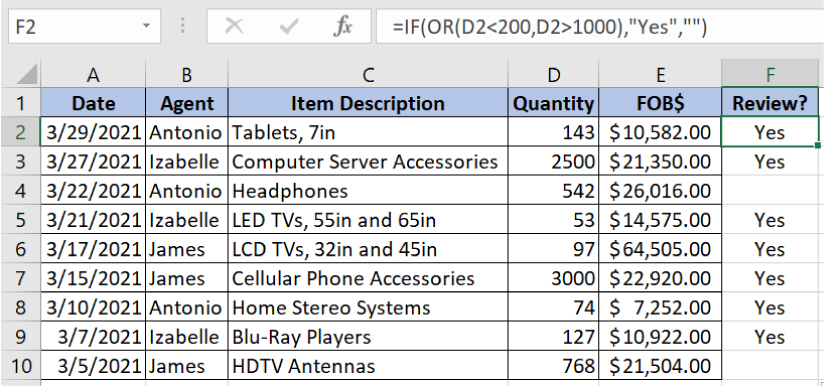 F2 fx =IF(OR(D2<200,D2>1000),"Yes","")
A B C D E F
1 Date Agent Item Description Quantity FOB$ Review?
2 3/29/2021 Antonio Tablets, 7in 143 $10,582.00 Yes
3 3/27/2021 Izabelle Computer Server Accessories 2500 $21,350.00 Yes
4 3/22/2021 Antonio Headphones 542 $26,016.00
5 3/21/2021 Izabelle LED TVs, 55in and 65in 53 $14,575.00 Yes
6 3/17/2021 James LCD TVs, 32in and 45in 97 $64,505.00 Yes
7 3/15/2021 James Cellular Phone Accessories 3000 $22,920.00 Yes
8 3/10/2021 Antonio Home Stereo Systems 74 $ 7,252.00 Yes
9 3/7/2021 Izabelle Blu-Ray Players 127 $10,922.00 Yes
10 3/5/2021 James HDTV Antennas 768 $21,504.00